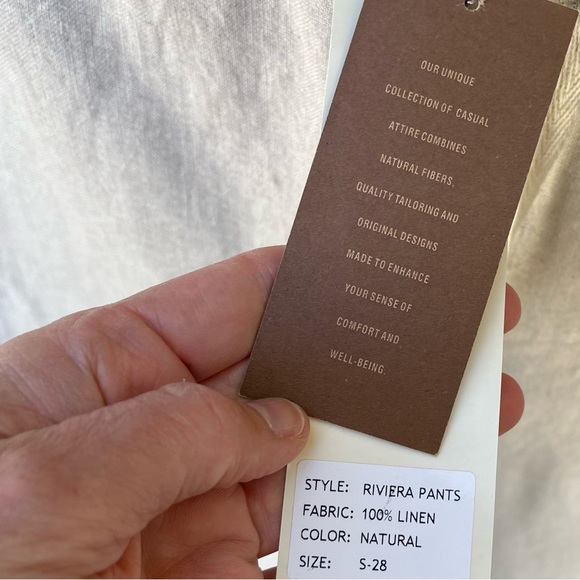 OUR UNIQUE
COLLECTION OF CASUAL
ATTIRE COMBINES
NATURAL FIBERS,
QUALITY TAILORING AND
ORIGINAL DESIGNS
MADE TO ENHANCE
YOUR SENSE OF
COMFORT AND
WELL-BEING.
STYLE: RIVIERA PANTS
FABRIC: 100% LINEN
COLOR: NATURAL
SIZE: S-28